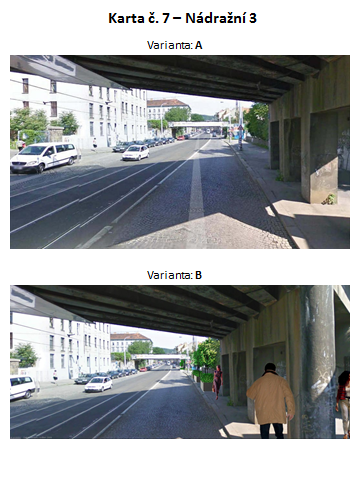 Karta č. 7 – Nádražní 3
Varianta: A
Varianta: B